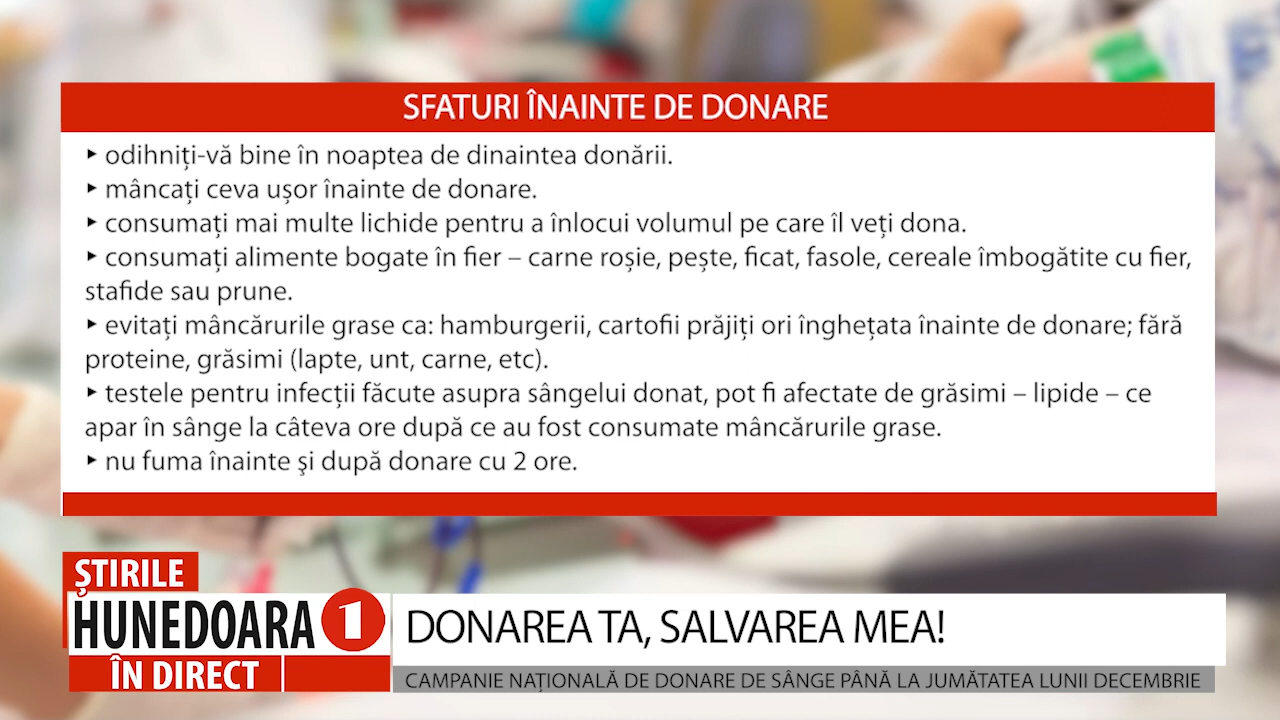 SFATURI ÎNAINTE DE DONARE
‣ odihniți-vă bine în noaptea de dinaintea donării.
‣ mâncați ceva ușor înainte de donare.
‣ consumați mai multe lichide pentru a înlocui volumul pe care îl veți dona.
‣ consumați alimente bogate în fier – carne roșie, pește, ficat, fasole, cereale îmbogătite cu fier,
stafide sau prune.
‣ evitați mâncărurile grase ca: hamburgerii, cartofii prăjiți ori înghețata înainte de donare; fără
proteine, grăsimi (lapte, unt, carne, etc).
‣ testele pentru infecții făcute asupra sângelui donat, pot fi afectate de grăsimi – lipide – ce
apar în sânge la câteva ore după ce au fost consumate mâncărurile grase.
‣ nu fuma înainte şi după donare cu 2 ore.
ȘTIRILE
HUNEDOARA 1
ÎN DIRECT
DONAREA TA, SALVAREA MEA!
CAMPANIE NAȚIONALĂ DE DONARE DE SÂNGE PÂNĂ LA JUMĂTATEA LUNII DECEMBRIE